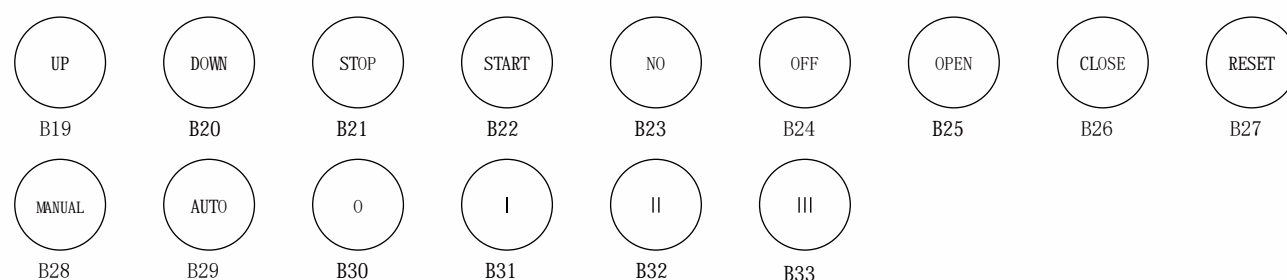 UP DOWN STOP START NO OFF OPEN CLOSE RESET
B19 B20 B21 B22 B23 B24 B25 B26 B27
MANUAL AUTO O I II III
B28 B29 B30 B31 B32 B33